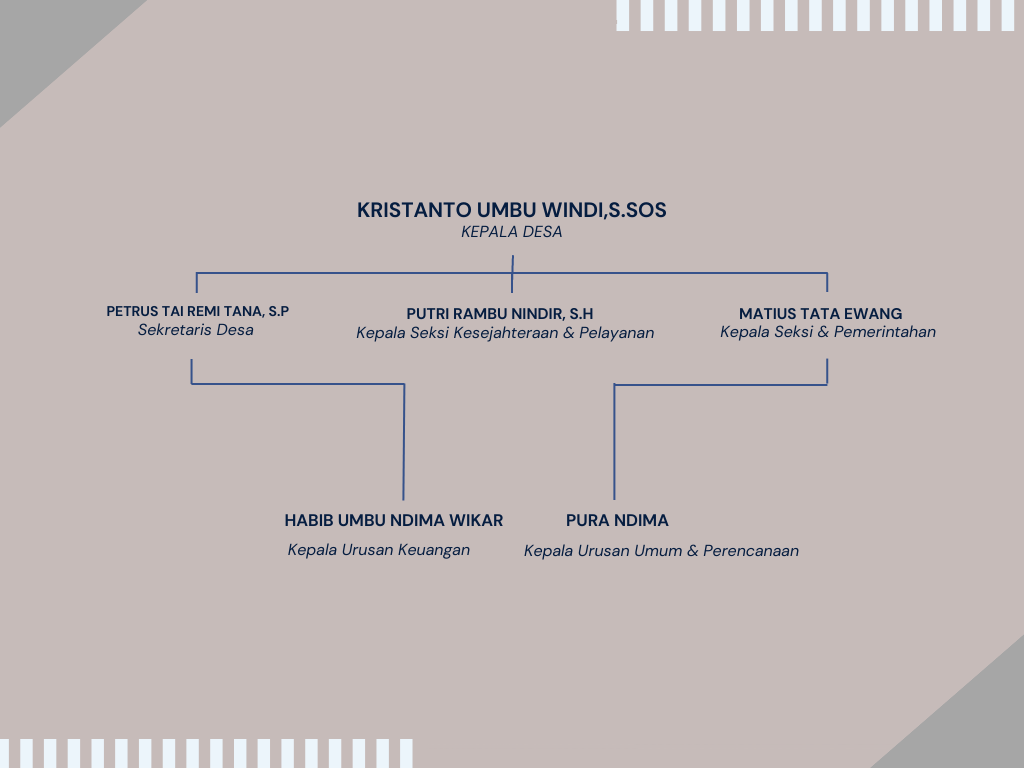 KRISTANTO UMBU WINDI,S.SOS
KEPALA DESA
PETRUS TAI REMI TANA, S.P
Sekretaris Desa
PUTRI RAMBU NINDIR, S.H
Kepala Seksi Kesejahteraan & Pelayanan
MATIUS TATA EWANG
Kepala Seksi & Pemerintahan
HABIB UMBU NDIMA WIKAR
Kepala Urusan Keuangan
PURA NDIMA
Kepala Urusan Umum & Perencanaan